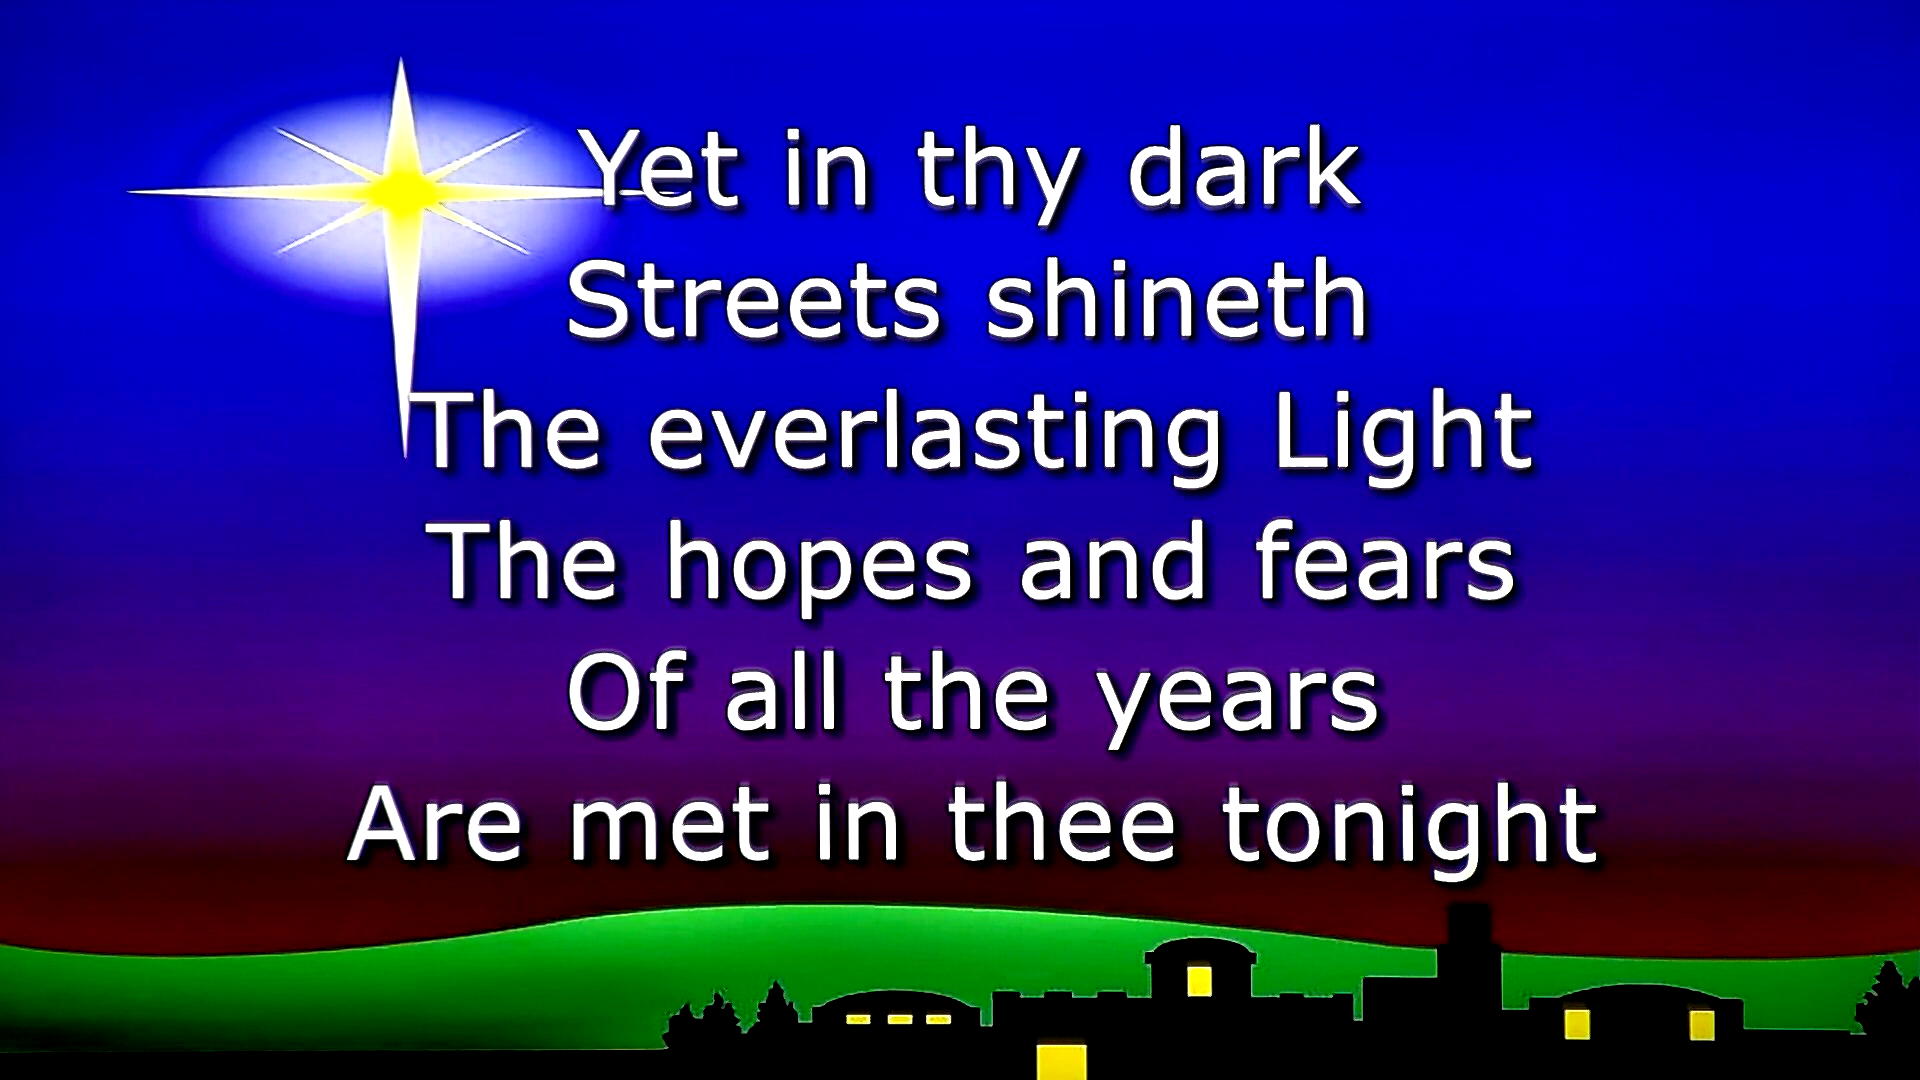 Yet in thy dark
Streets shineth
The everlasting Light
The hopes and fears
Of all the years
Are met in thee tonight